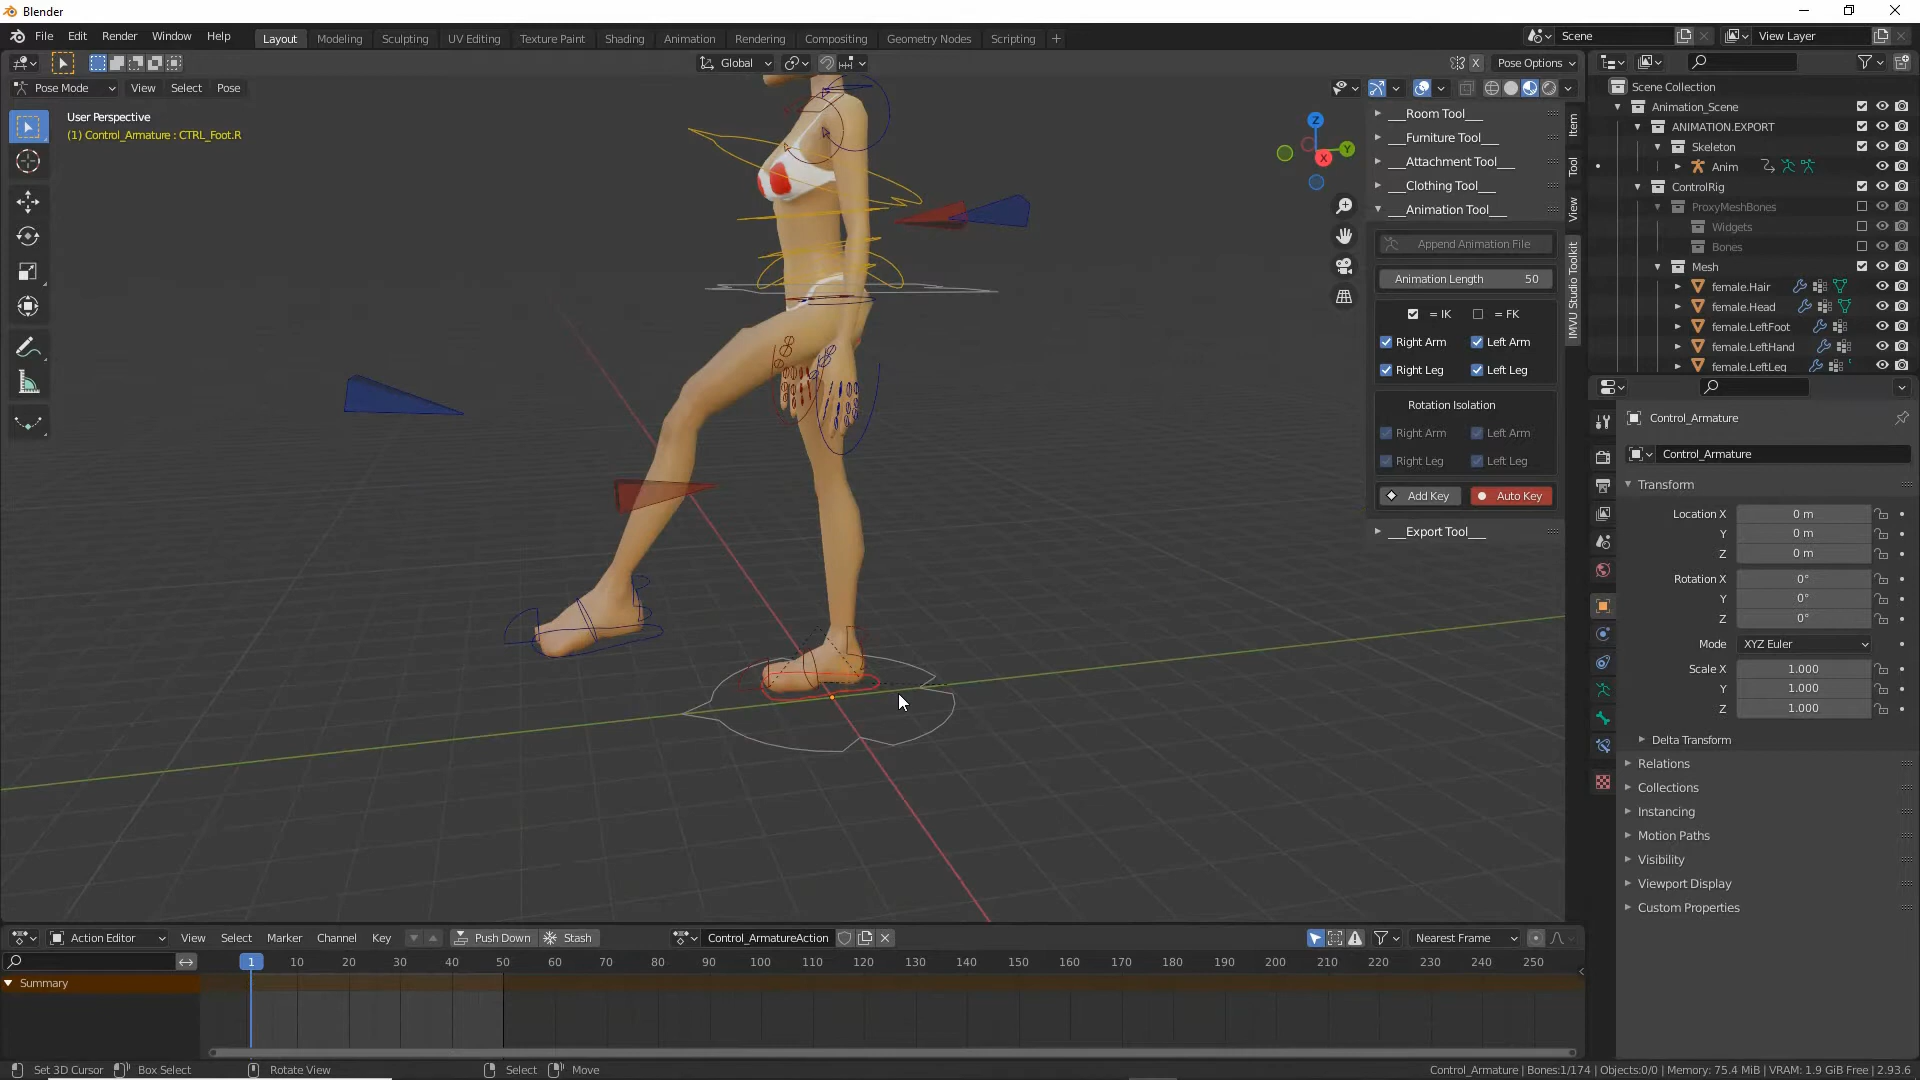 Blender
File Edit Render Window Help
Layout Modeling Sculpting UV Editing Texture Paint Shading Animation Rendering Compositing Geometry Nodes Scripting +
Scene
View Layer
Global
X
Pose Options
Pose Mode View Select Pose
User Perspective
(1) Control_Armature : CTRL_Foot.R
Z
Y
X
___Room Tool___
___Furniture Tool___
___Attachment Tool___
___Clothing Tool___
___Animation Tool___
Append Animation File
Animation Length 50
= IK = FK
Right Arm Left Arm
Right Leg Left Leg
Rotation Isolation
Right Arm Left Arm
Right Leg Left Leg
Add Key Auto Key
___Export Tool___
Item
Tool
View
IMVU Studio Toolkit
Scene Collection
Animation_Scene
ANIMATION.EXPORT
Skeleton
Anim
ControlRig
ProxyMeshBones
Widgets
Bones
Mesh
female.Hair
female.Head
female.LeftFoot
female.LeftHand
female.LeftLeg
Control_Armature
Control_Armature
Transform
Location X 0 m
Y 0 m
Z 0 m
Rotation X 0°
Y 0°
Z 0°
Mode XYZ Euler
Scale X 1.000
Y 1.000
Z 1.000
Delta Transform
Relations
Collections
Instancing
Motion Paths
Visibility
Viewport Display
Custom Properties
Action Editor View Select Marker Channel Key Push Down Stash Control_ArmatureAction Nearest Frame
1 10 20 30 40 50 60 70 80 90 100 110 120 130 140 150 160 170 180 190 200 210 220 230 240 250
Summary
Set 3D Cursor Box Select Rotate View Select Move Control_Armature | Bones:1/174 | Objects:0/0 | Memory: 75.4 MiB | VRAM: 1.9 GiB Free | 2.93.6